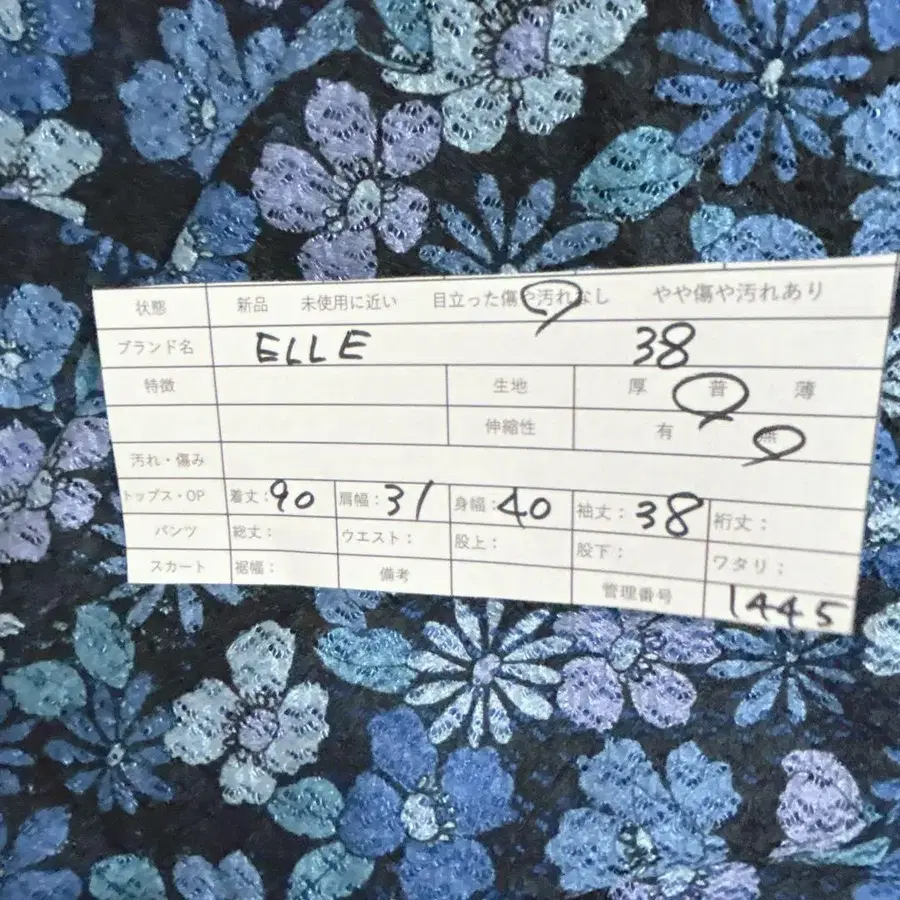 状態 新品 未使用に近い 目立った傷や汚れなし やや傷や汚れあり
ブランド名 ELLE 38
特徴 生地 厚 普 薄
伸縮性 有 無
汚れ・傷み
トップス・OP 着丈:90 肩幅:31 身幅:40 袖丈:38 裄丈:
パンツ 総丈: ウエスト: 股上: 股下: ワタリ:
スカート 裾幅: 備考 管理番号 1445